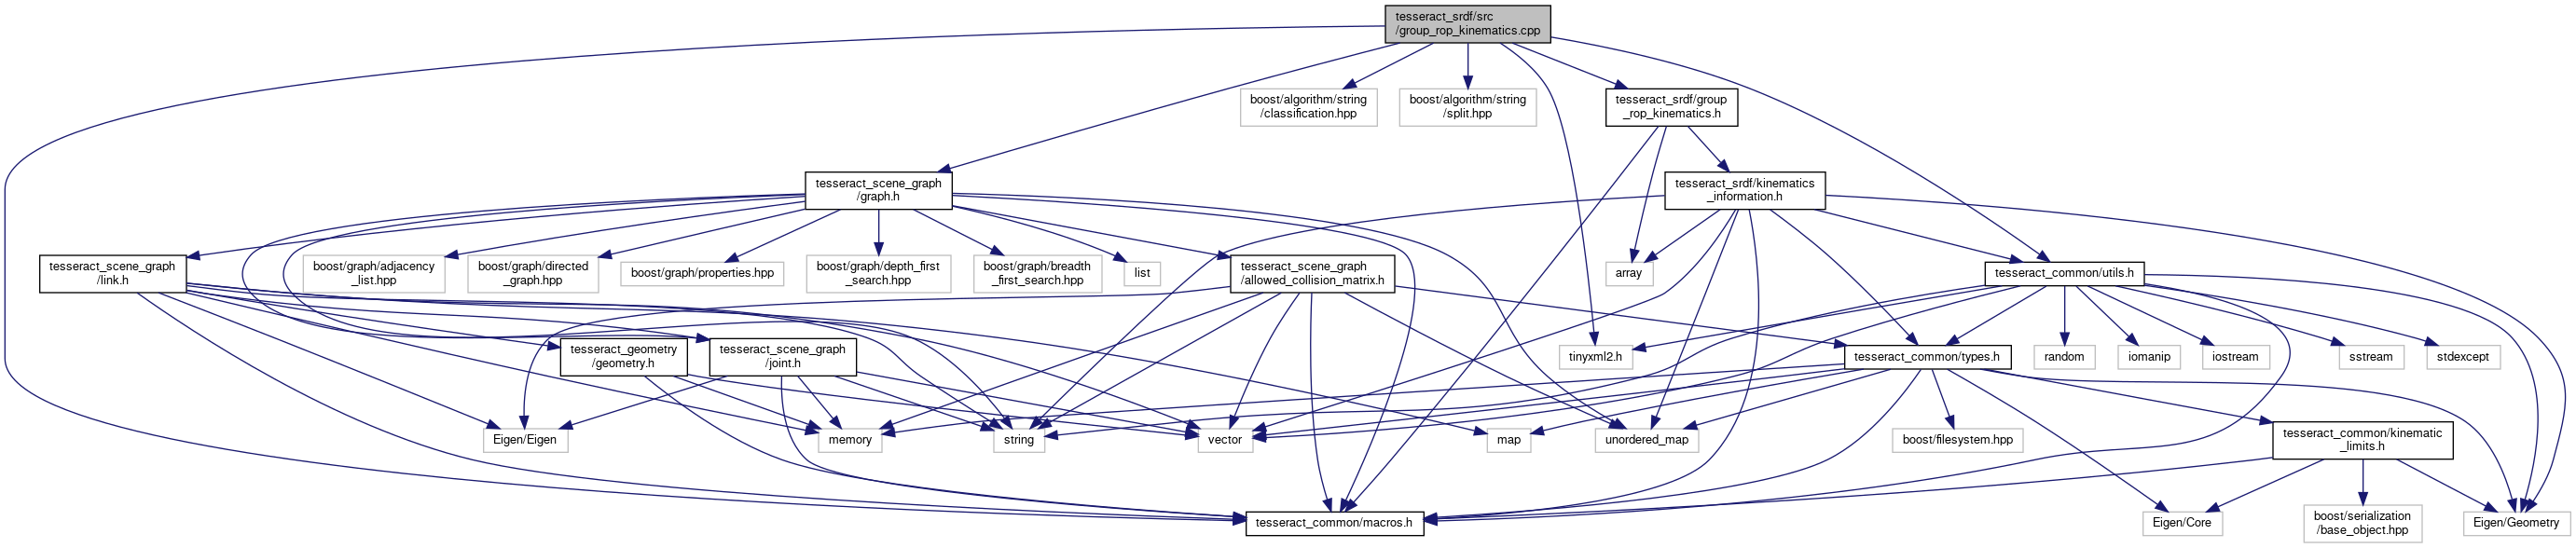 tesseract_srdf/src
/group_rop_kinematics.cpp
boost/algorithm/string
/classification.hpp
boost/algorithm/string
/split.hpp
tesseract_srdf/group
_rop_kinematics.h
tesseract_scene_graph
/graph.h
tesseract_srdf/kinematics
_information.h
tesseract_scene_graph
/link.h
boost/graph/adjacency
_list.hpp
boost/graph/directed
_graph.hpp
boost/graph/properties.hpp
boost/graph/depth_first
_search.hpp
boost/graph/breadth
_first_search.hpp
list
tesseract_scene_graph
/allowed_collision_matrix.h
array
tesseract_common/utils.h
tesseract_geometry
/geometry.h
tesseract_scene_graph
/joint.h
tinyxml2.h
tesseract_common/types.h
random
iomanip
iostream
sstream
stdexcept
Eigen/Eigen
memory
string
vector
map
unordered_map
boost/filesystem.hpp
tesseract_common/kinematic
_limits.h
tesseract_common/macros.h
Eigen/Core
boost/serialization
/base_object.hpp
Eigen/Geometry